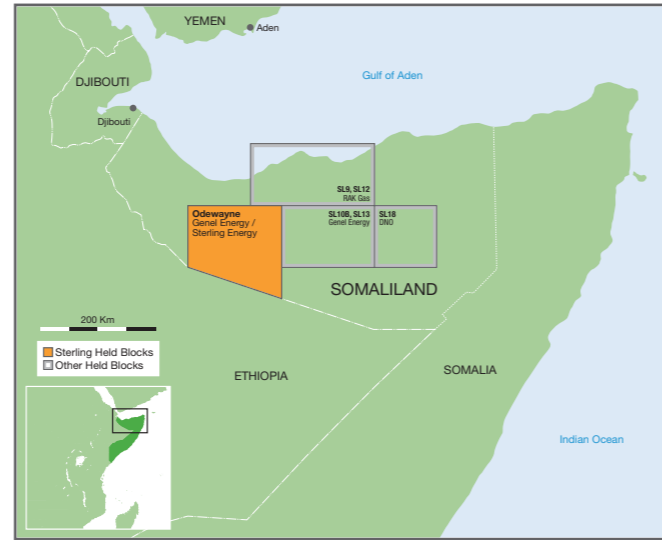 YEMEN
Aden
Gulf of Aden
DJIBOUTI
Djibouti
SL9, SL12
RAK Gas
Odewayne
Genel Energy /
Sterling Energy
SL10B, SL13
Genel Energy
SL18
DNO
SOMALILAND
200 Km
Sterling Held Blocks
Other Held Blocks
ETHIOPIA
SOMALIA
Indian Ocean